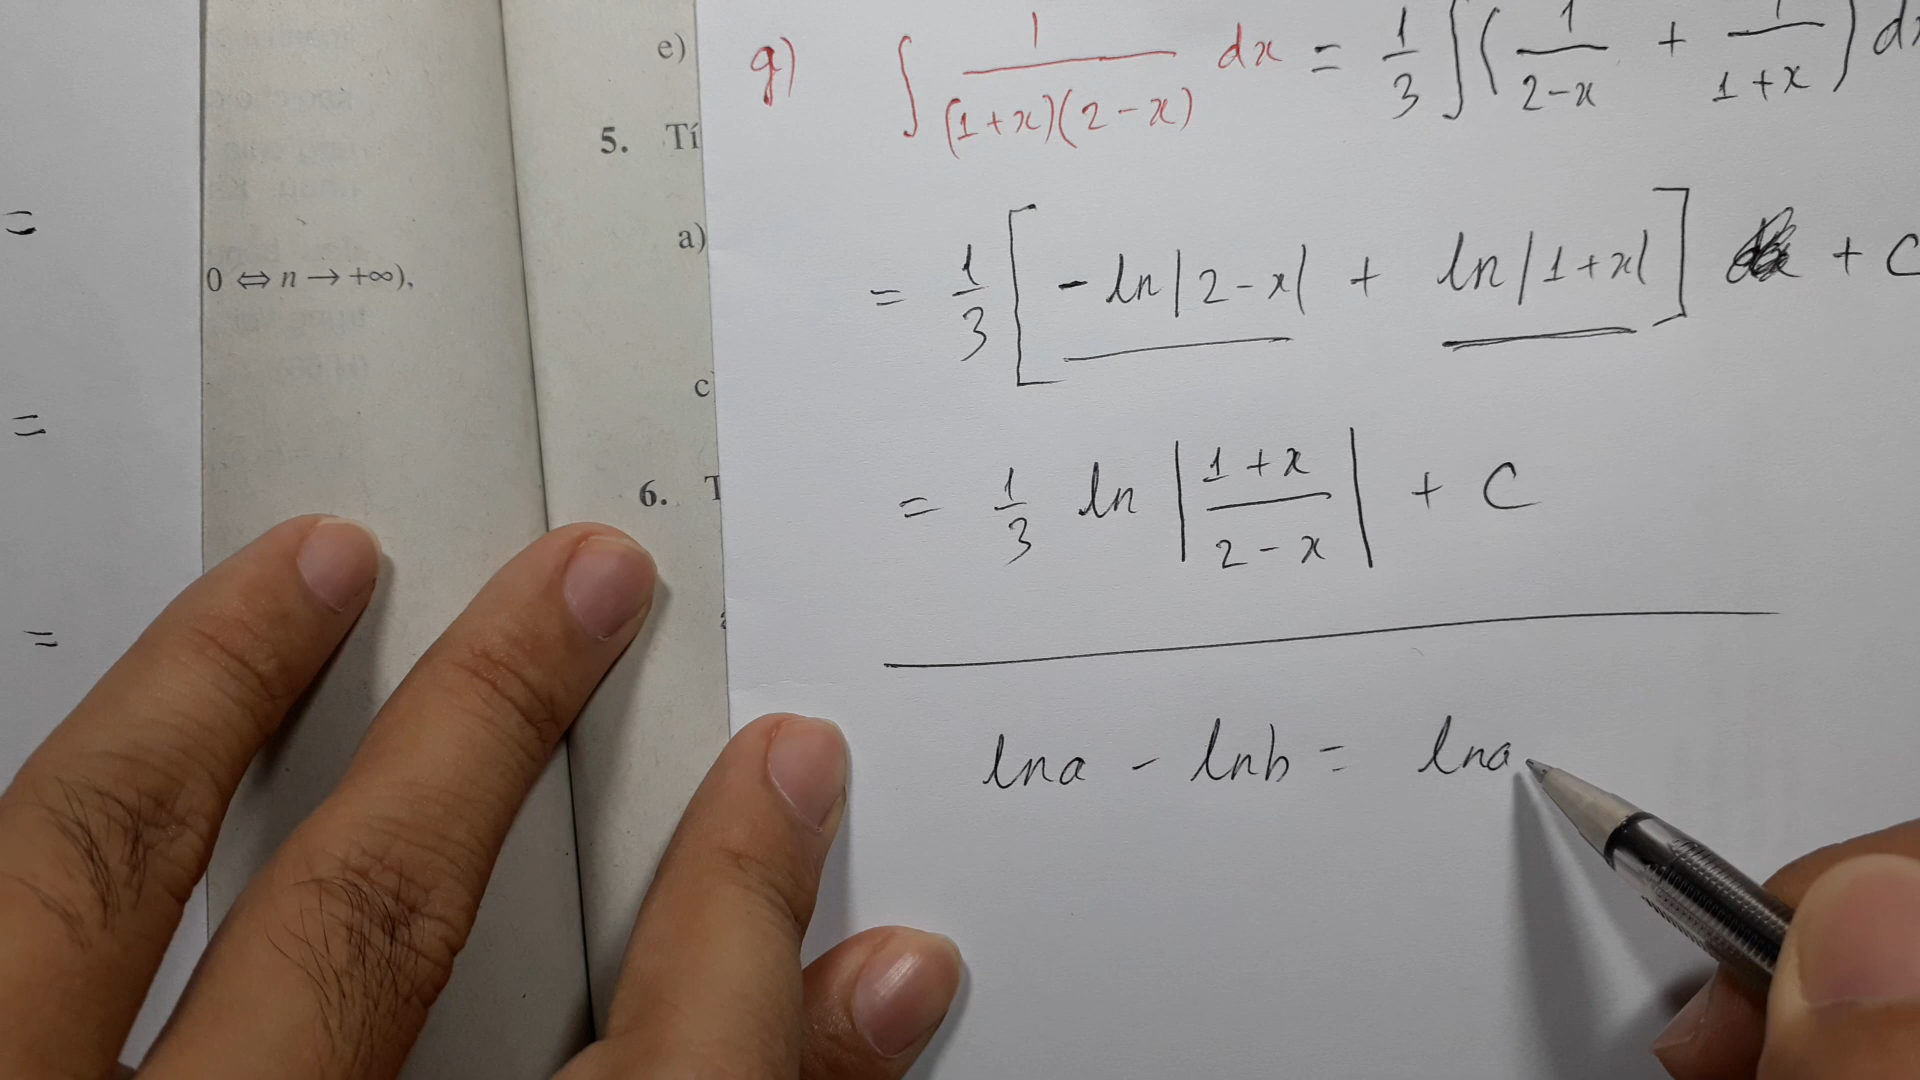 =
=
=
0 ⇔ n → +∞),
e)
5. Tí
a)
c
6. T
g) ∫ 1/((1+x)(2-x)) dx = 1/3 ∫ ( 1/(2-x) + 1/(1+x) ) dx
= 1/3 [ -ln|2-x| + ln|1+x| ] + C
= 1/3 ln | (1+x)/(2-x) | + C
lna - lnb = lna